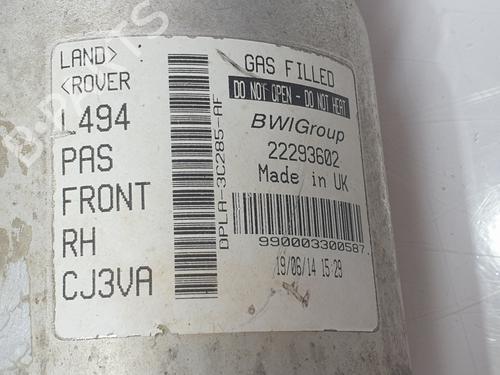 LAND>
<ROVER
L494
PAS
FRONT
RH
CJ3VA
DPLA-3C285-AF
GAS FILLED
DO NOT OPEN - DO NOT HEAT
BWIGroup
22293602
Made in UK
990003300587
19/06/14 15:29